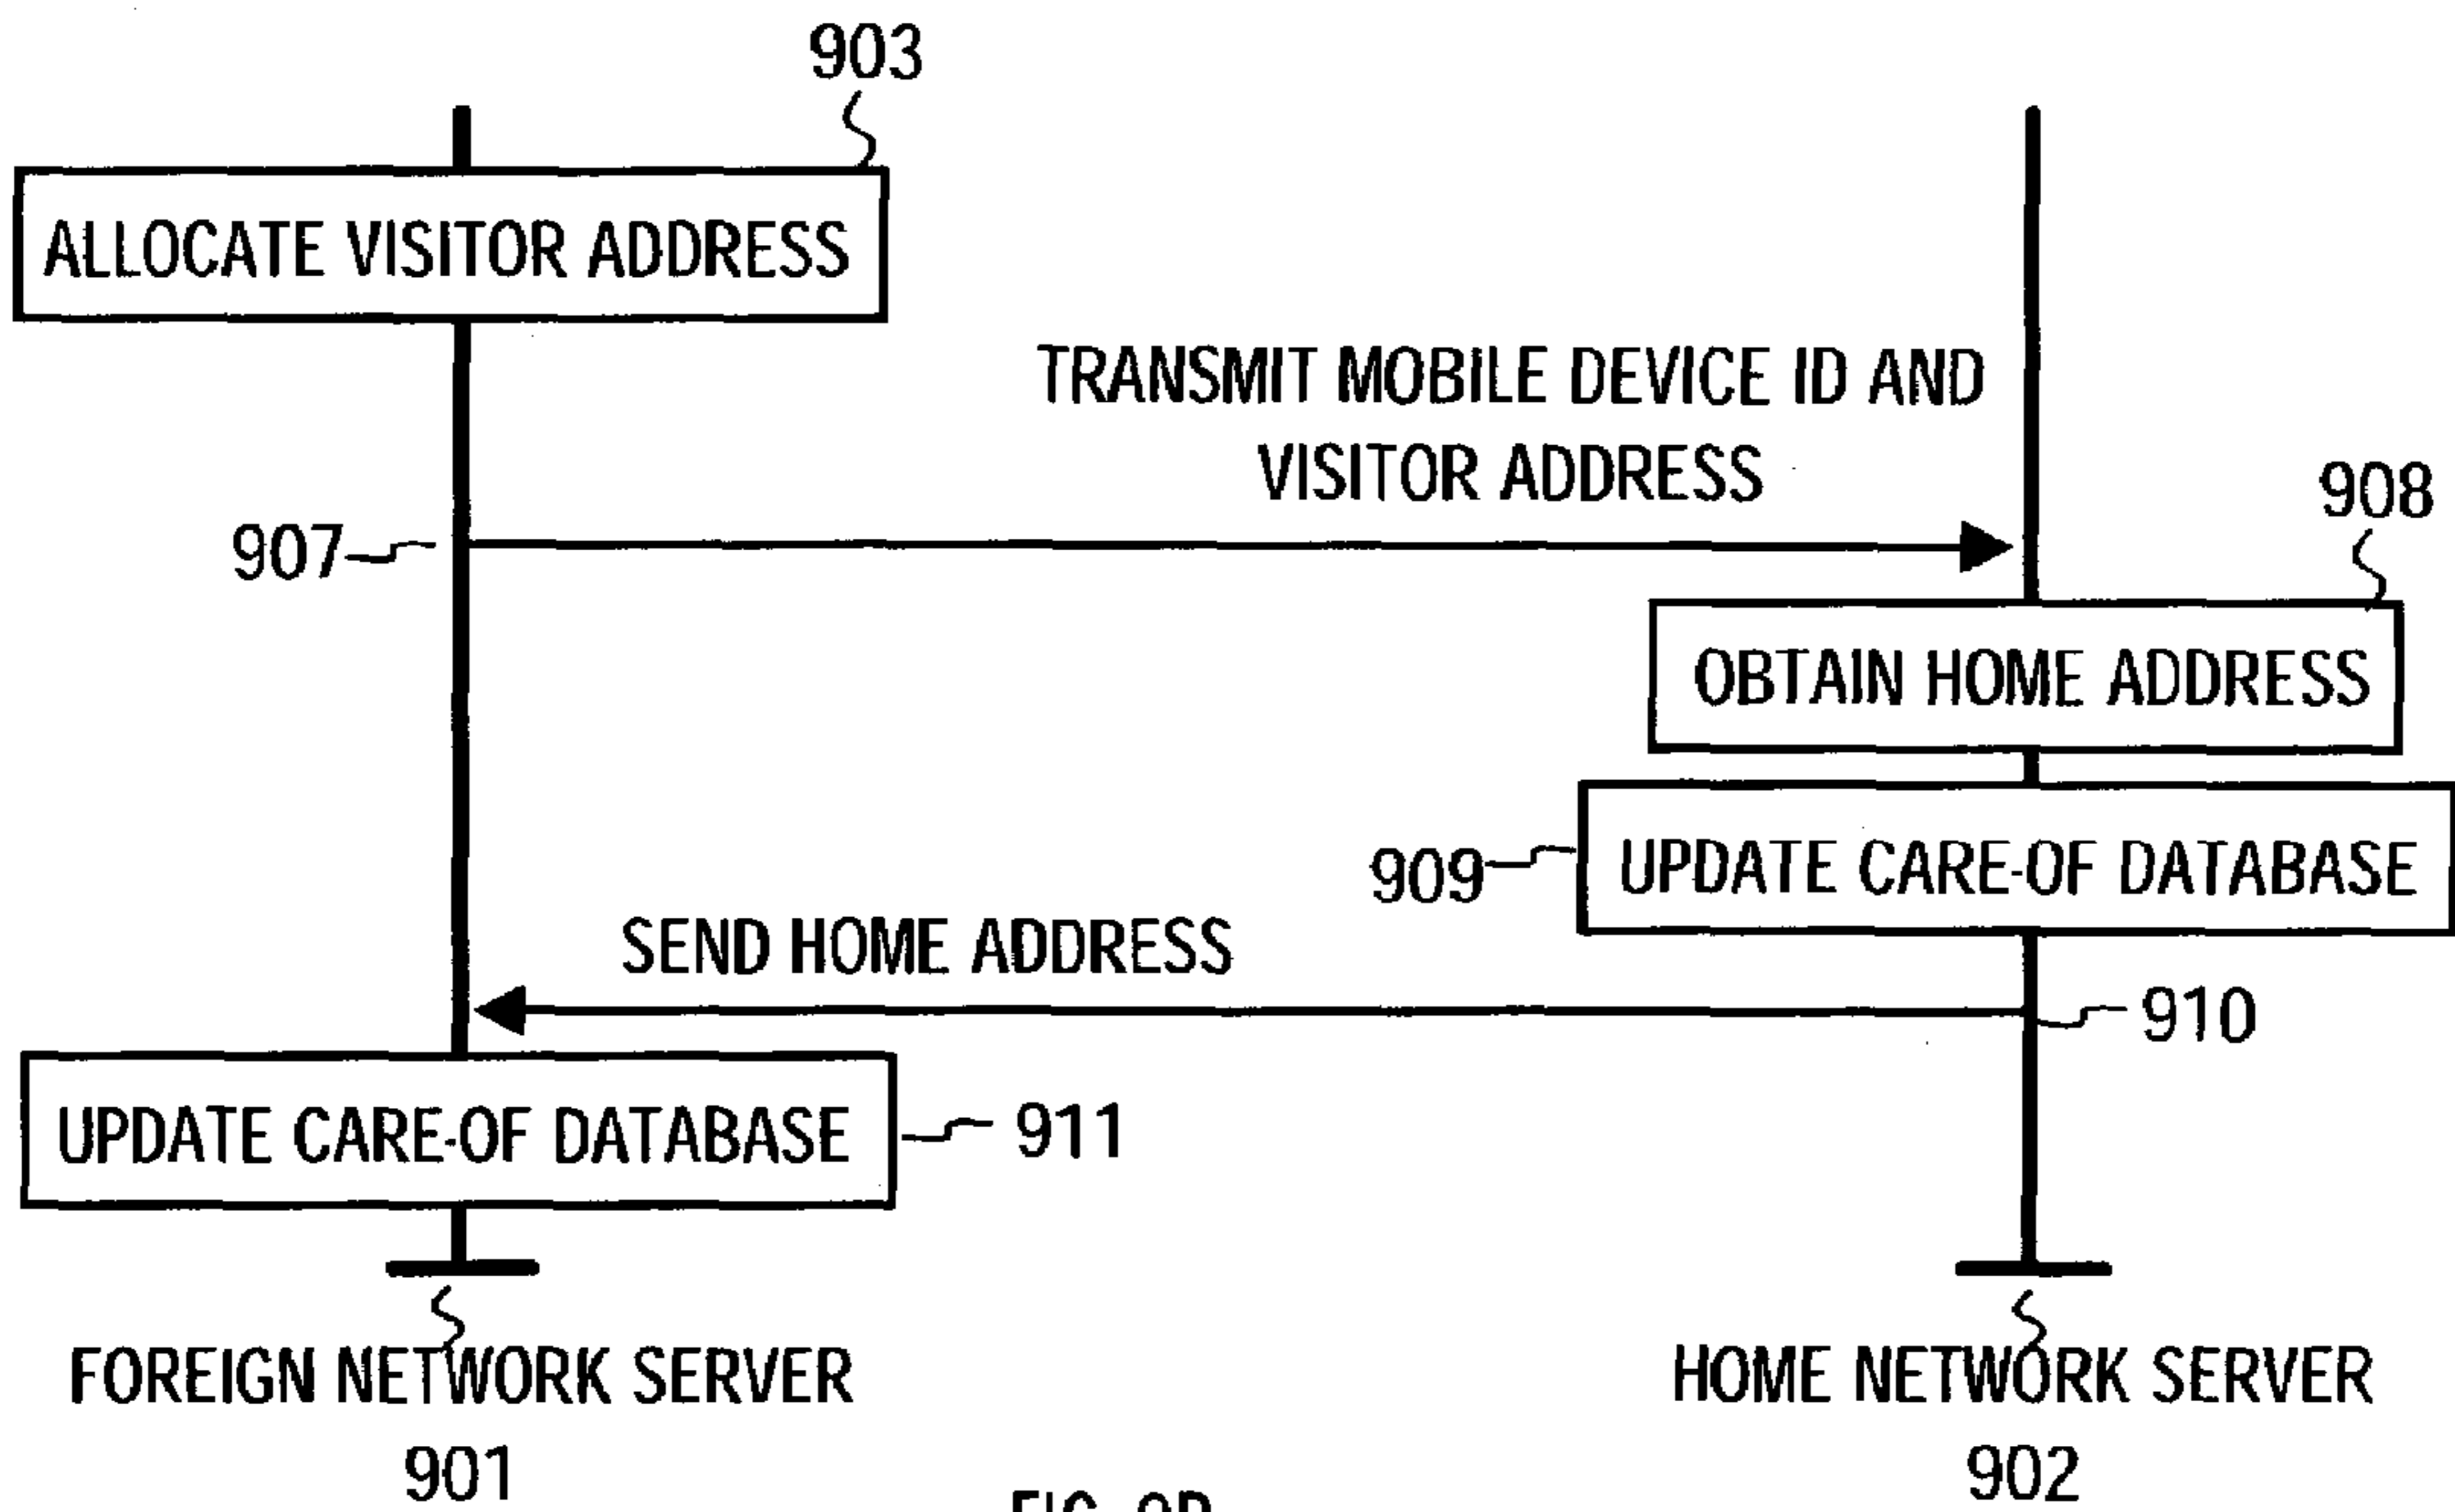 903
ALLOCATE VISITOR ADDRESS
TRANSMIT MOBILE DEVICE ID AND
VISITOR ADDRESS
908
907
OBTAIN HOME ADDRESS
909
UPDATE CARE-OF DATABASE
SEND HOME ADDRESS
910
UPDATE CARE-OF DATABASE
911
FOREIGN NETWORK SERVER
HOME NETWORK SERVER
901
902